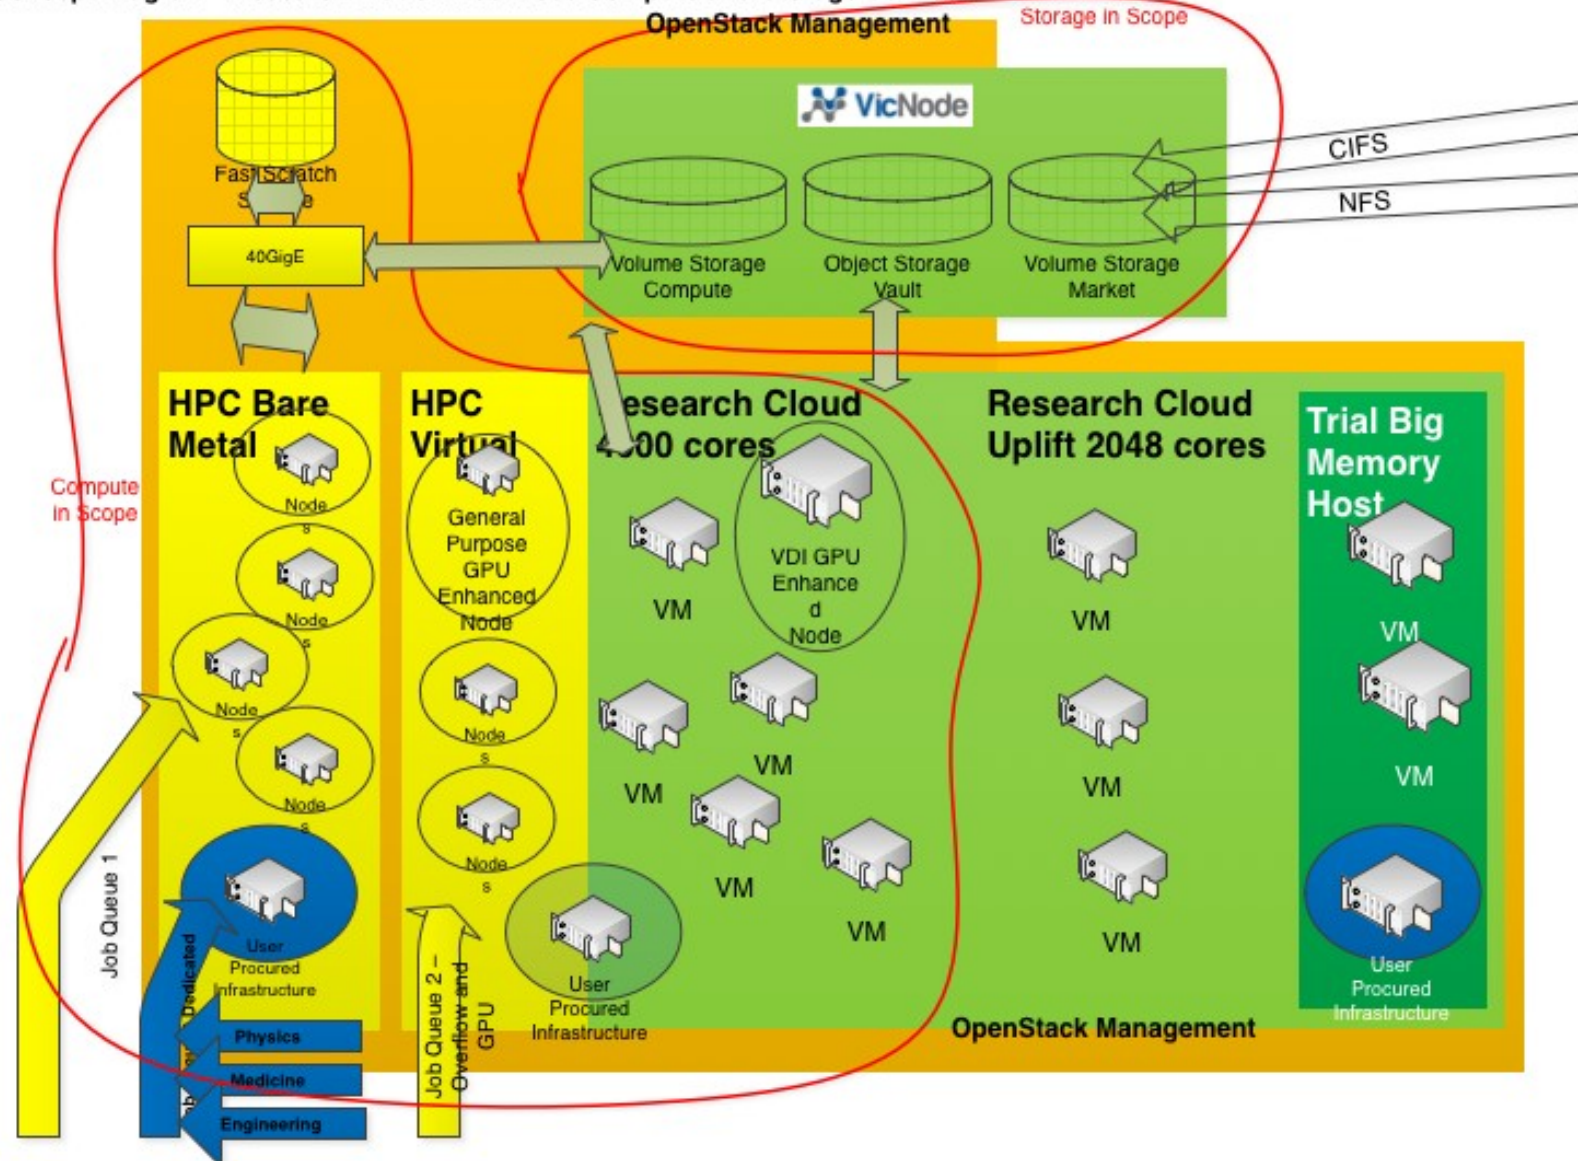 OpenStack Management
Storage in Scope
VicNode
CIFS
NFS
Fast Scratch
40GigE
Volume Storage
Compute
Object Storage
Vault
Volume Storage
Market
HPC Bare
Metal
HPC
Virtual
esearch Cloud
cores
Research Cloud
Uplift 2048 cores
Trial Big
Memory
Host
Compute
in Scope
Node
s
Node
s
Node
s
Node
s
General
Purpose
GPU
Enhanced
Node
Node
s
Node
s
VDI GPU
Enhance
d
Node
VM
VM
VM
VM
VM
VM
VM
VM
VM
VM
User
Procured
Infrastructure
User
Procured
Infrastructure
User
Procured
Infrastructure
Job Queue 1
Dedicated
Job Queue 2 –
Overflow and
GPU
Physics
Medicine
Engineering
OpenStack Management